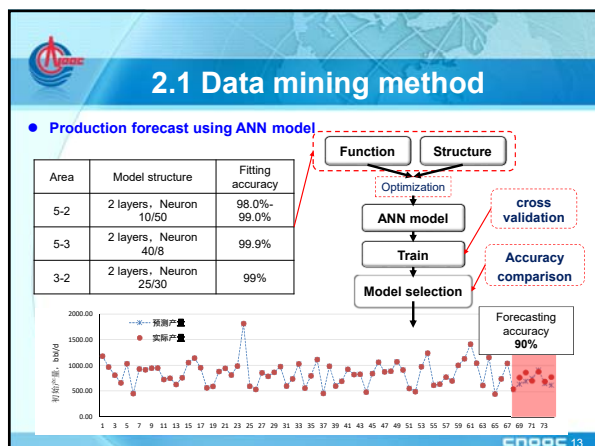 CNOOC
2.1 Data mining method
Production forecast using ANN model
Area
Model structure
Fitting
accuracy
5-2
2 layers，Neuron
10/50
98.0%-
99.0%
5-3
2 layers，Neuron
40/8
99.9%
3-2
2 layers，Neuron
25/30
99%
Function
Structure
Optimization
ANN model
Train
Model selection
cross
validation
Accuracy
comparison
Forecasting
accuracy
90%
初始产量，bbl/d
2000.00
1500.00
1000.00
500.00
0.00
预测产量
实际产量
1 3 5 7 9 11 13 15 17 19 21 23 25 27 29 31 33 35 37 39 41 43 45 47 49 51 53 55 57 59 61 63 65 67 69 71 73
13